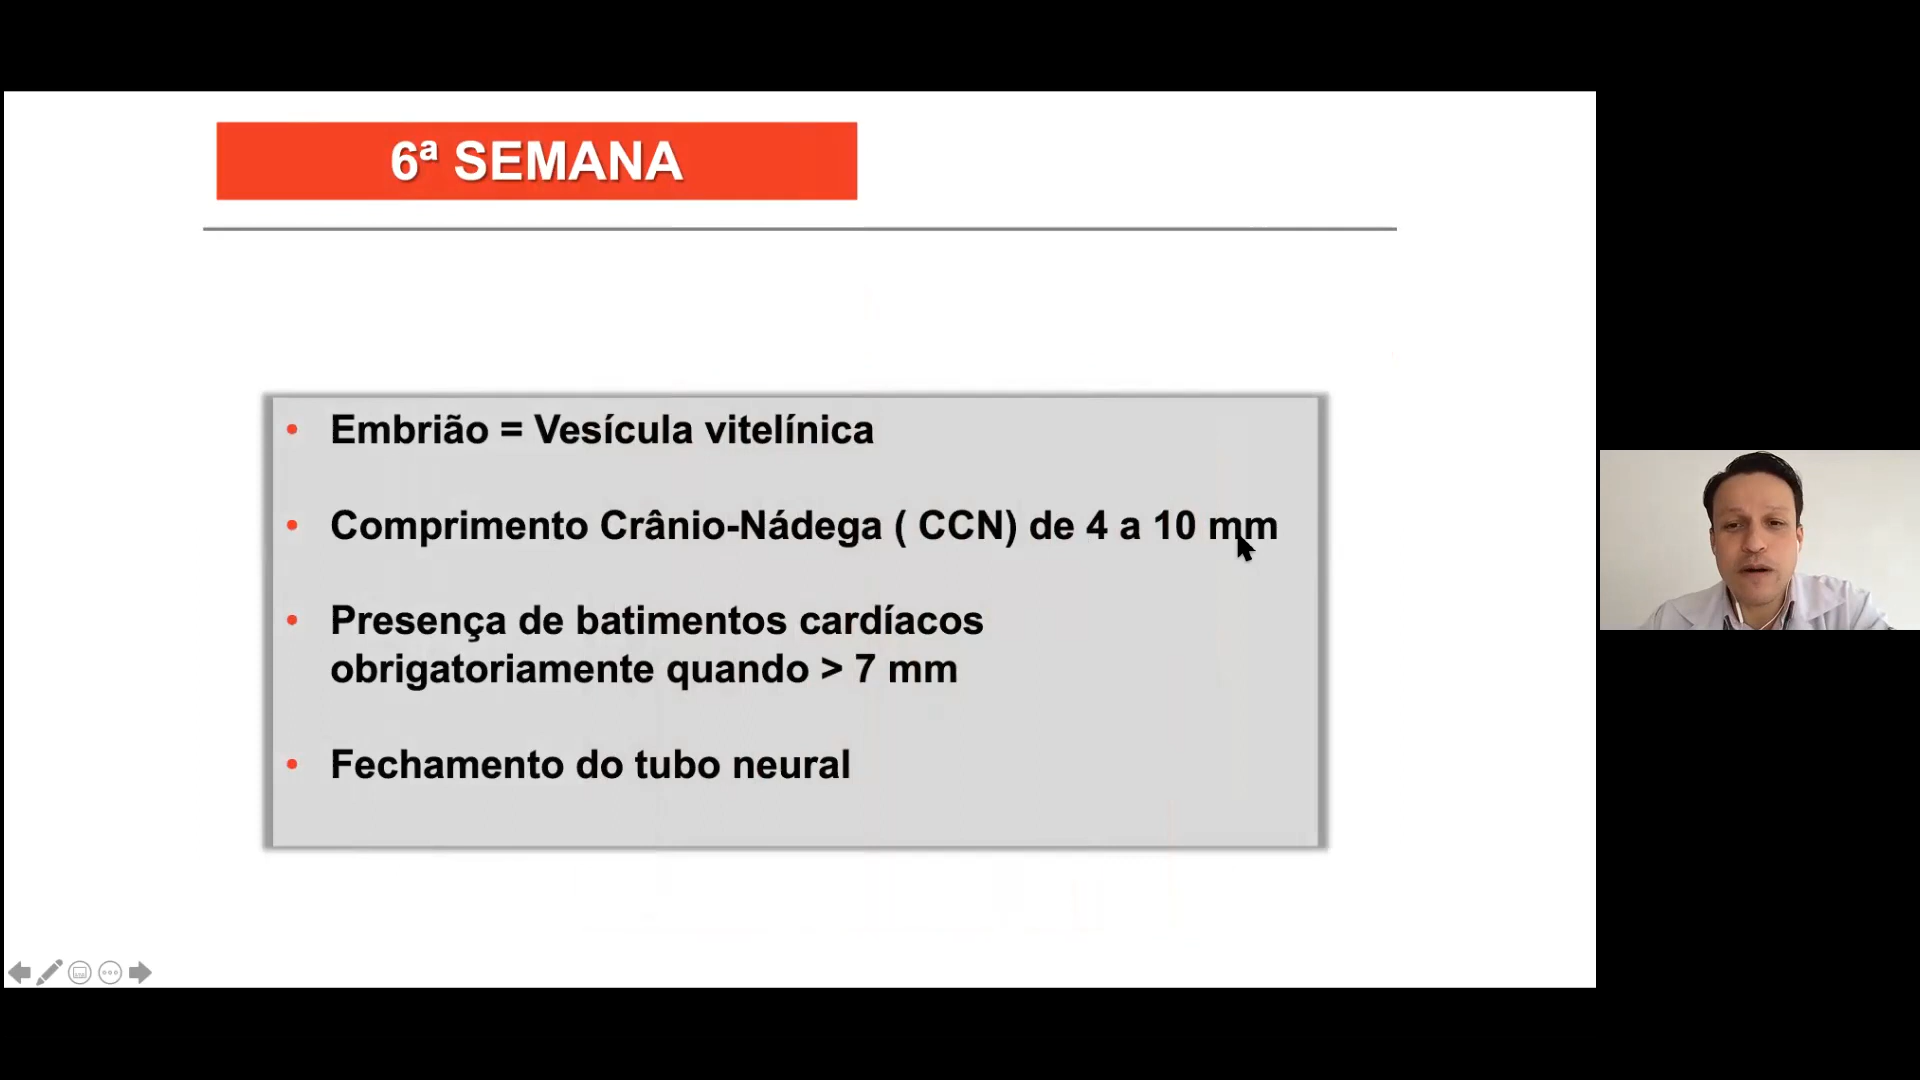 6ª SEMANA
• Embrião = Vesícula vitelínica
• Comprimento Crânio-Nádega ( CCN) de 4 a 10 mm
• Presença de batimentos cardíacos
obrigatoriamente quando > 7 mm
• Fechamento do tubo neural